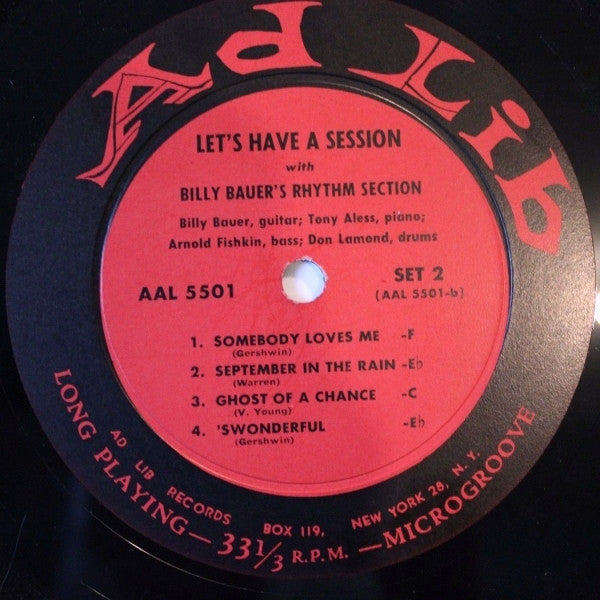 Ad Lib
LET'S HAVE A SESSION
with
BILLY BAUER'S RHYTHM SECTION
Billy Bauer, guitar; Tony Aless, piano;
Arnold Fishkin, bass; Don Lamond, drums
AAL 5501
SET 2
(AAL 5501-b)
1. SOMEBODY LOVES ME -F
(Gershwin)
2. SEPTEMBER IN THE RAIN -E♭
(Warren)
3. GHOST OF A CHANCE -C
(V. Young)
4. 'SWONDERFUL -E♭
(Gershwin)
AD LIB RECORDS BOX 119, NEW YORK 28, N. Y.
LONG PLAYING — 33 1/3 R.P.M. — MICROGROOVE